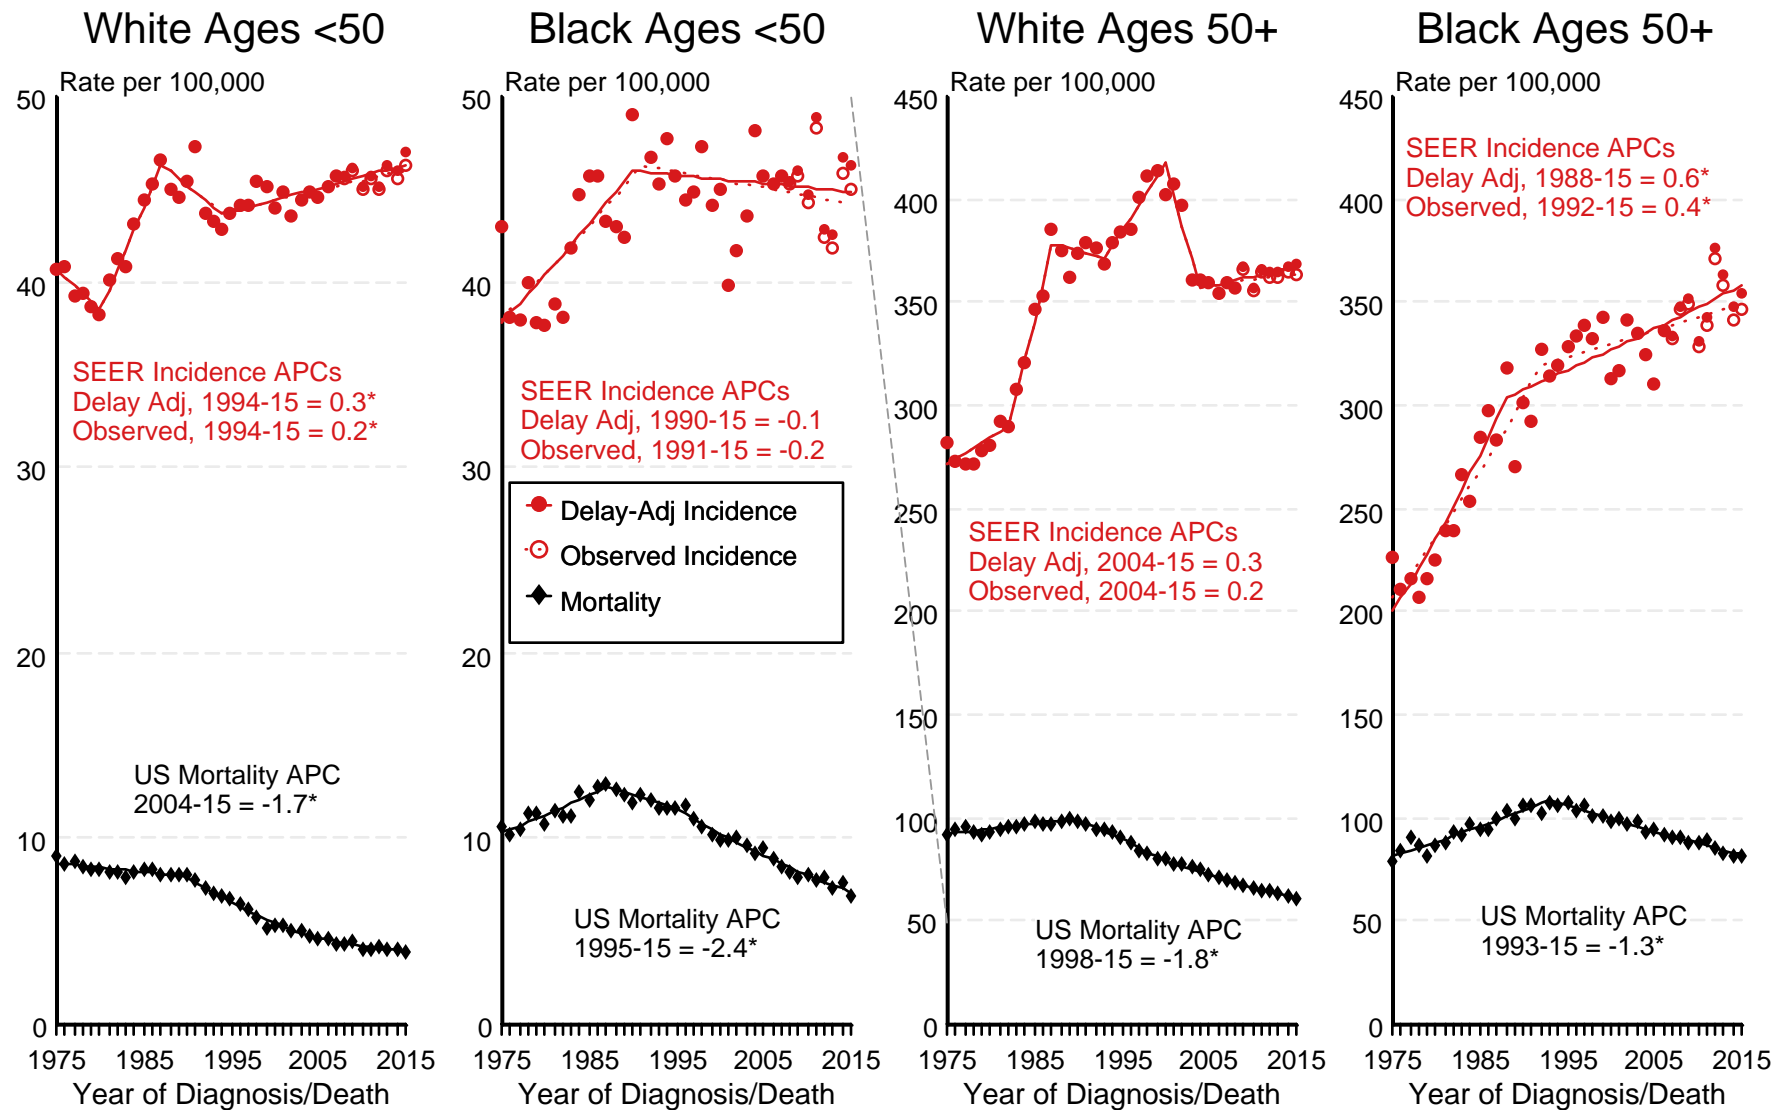 White Ages <50
Rate per 100,000
50
40
30
20
10
0
SEER Incidence APCs
Delay Adj, 1994-15 = 0.3*
Observed, 1994-15 = 0.2*
US Mortality APC
2004-15 = -1.7*
1975 1985 1995 2005 2015
Year of Diagnosis/Death
Black Ages <50
Rate per 100,000
50
40
30
20
10
0
SEER Incidence APCs
Delay Adj, 1990-15 = -0.1
Observed, 1991-15 = -0.2
Delay-Adj Incidence
Observed Incidence
Mortality
US Mortality APC
1995-15 = -2.4*
1975 1985 1995 2005 2015
Year of Diagnosis/Death
White Ages 50+
Rate per 100,000
450
400
350
300
250
200
150
100
50
0
SEER Incidence APCs
Delay Adj, 2004-15 = 0.3
Observed, 2004-15 = 0.2
US Mortality APC
1998-15 = -1.8*
1975 1985 1995 2005 2015
Year of Diagnosis/Death
Black Ages 50+
Rate per 100,000
450
400
350
300
250
200
150
100
50
0
SEER Incidence APCs
Delay Adj, 1988-15 = 0.6*
Observed, 1992-15 = 0.4*
US Mortality APC
1993-15 = -1.3*
1975 1985 1995 2005 2015
Year of Diagnosis/Death